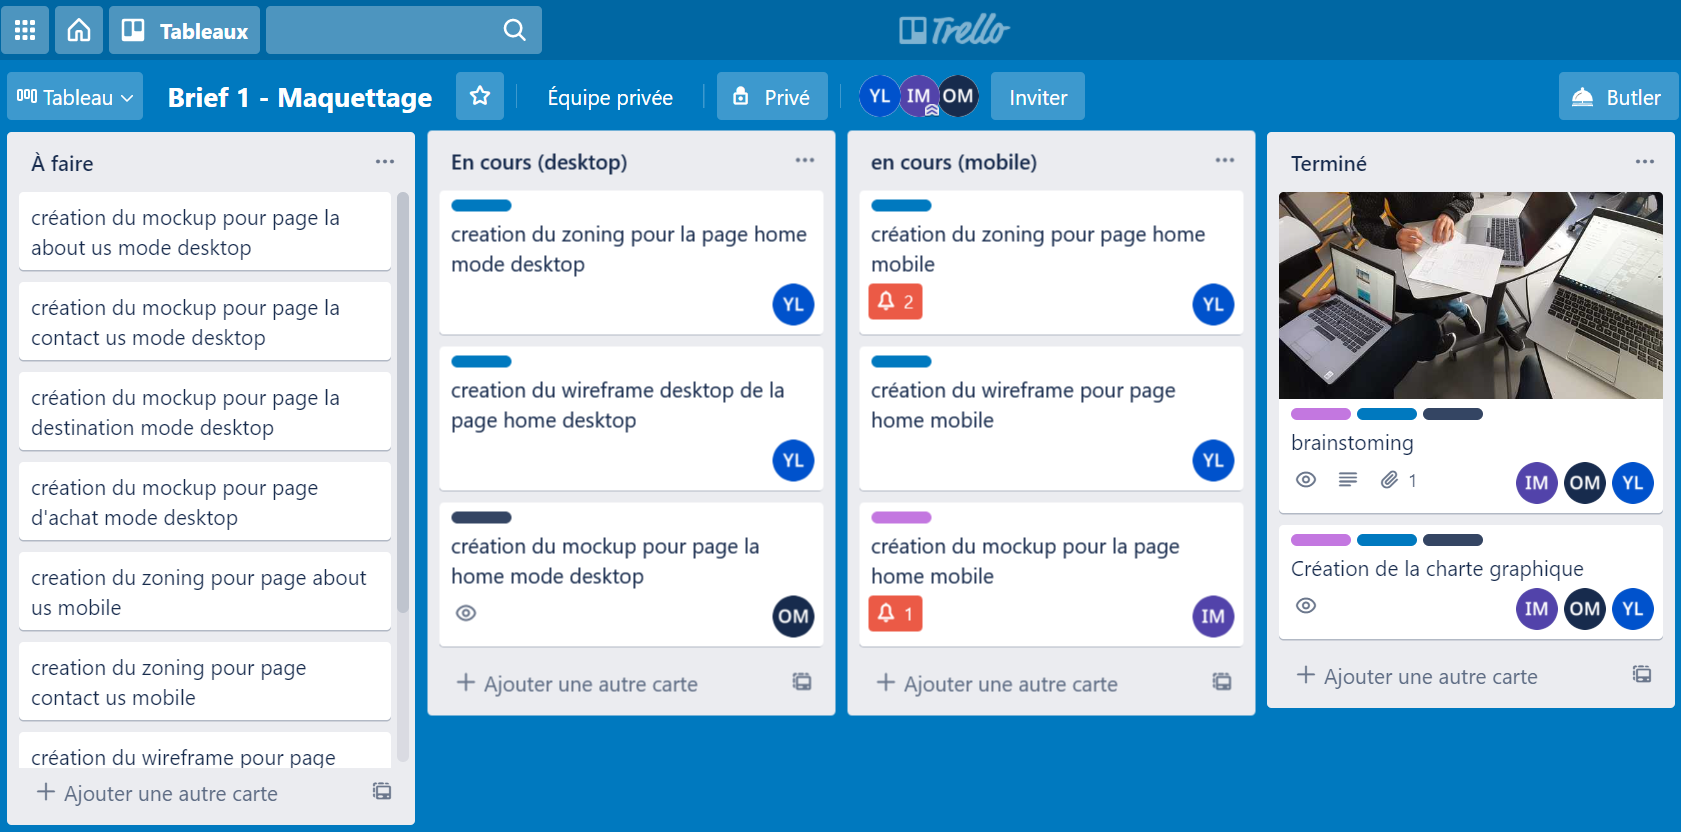 Tableaux
Trello
Tableau
Brief 1 - Maquettage
Équipe privée
Privé
YL
IM
OM
Inviter
Butler
À faire
création du mockup pour page la
about us mode desktop
création du mockup pour page la
contact us mode desktop
création du mockup pour page la
destination mode desktop
création du mockup pour page
d'achat mode desktop
creation du zoning pour page about
us mobile
creation du zoning pour page
contact us mobile
création du wireframe pour page
+ Ajouter une autre carte
En cours (desktop)
creation du zoning pour la page home
mode desktop
YL
creation du wireframe desktop de la
page home desktop
YL
création du mockup pour page la
home mode desktop
OM
+ Ajouter une autre carte
en cours (mobile)
création du zoning pour page home
mobile
2
YL
création du wireframe pour page
home mobile
YL
création du mockup pour la page
home mobile
1
IM
+ Ajouter une autre carte
Terminé
brainstoming
1
IM
OM
YL
Création de la charte graphique
IM
OM
YL
+ Ajouter une autre carte